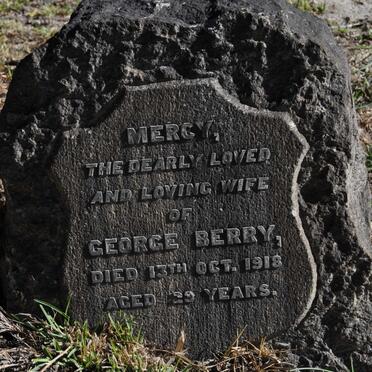 MERCY,
THE DEARLY LOVED
AND LOVING WIFE
OF
GEORGE BERRY,
DIED 13TH OCT. 1918
AGED 29 YEARS.